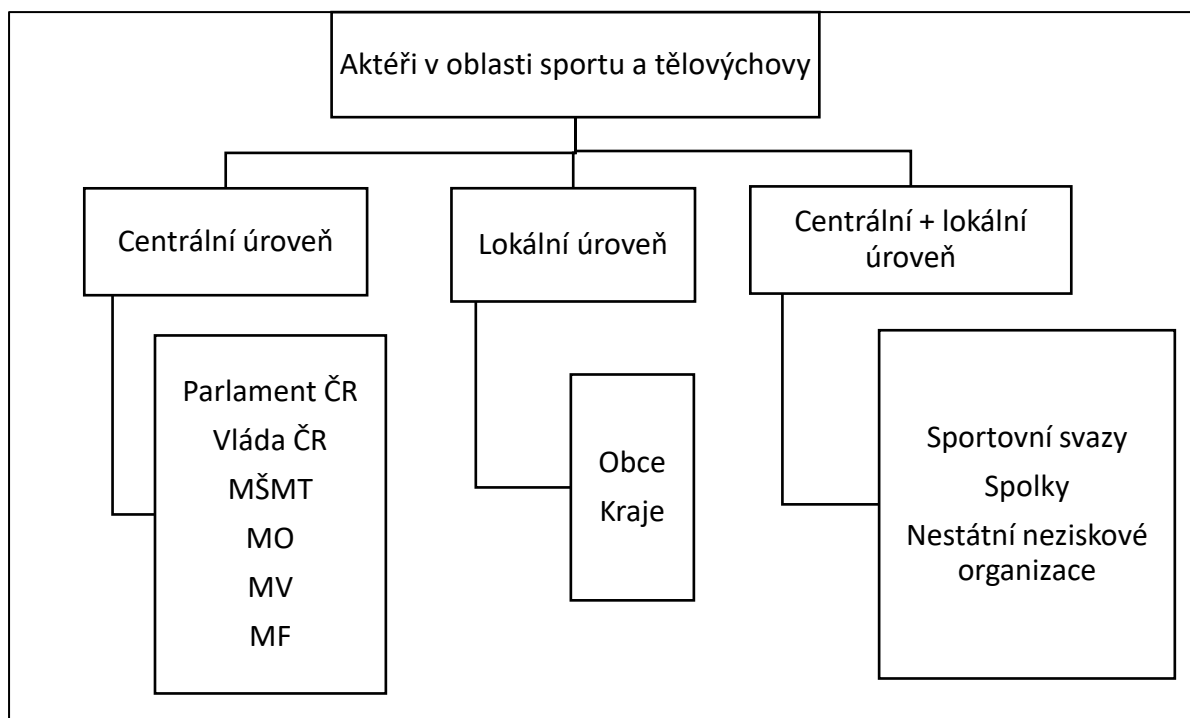 Aktéři v oblasti sportu a tělovýchovy
Centrální úroveň
Lokální úroveň
Centrální + lokální
úroveň
Parlament ČR
Vláda ČR
MŠMT
MO
MV
MF
Obce
Kraje
Sportovní svazy
Spolky
Nestátní neziskové
organizace